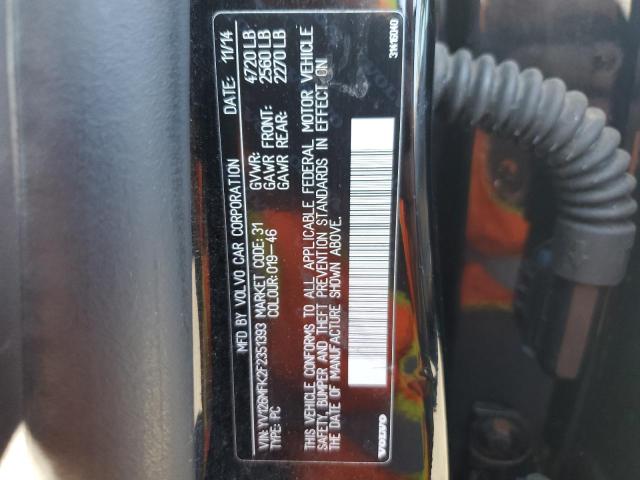 MFD BY VOLVO CAR CORPORATION DATE: 11/14
GVWR: 4720 LB
GAWR FRONT: 2560 LB
GAWR REAR: 2270 LB
VIN: YV126MFK2F2351393 MARKET CODE: 31
TYPE: PC COLOUR: 019-46
THIS VEHICLE CONFORMS TO ALL APPLICABLE FEDERAL MOTOR VEHICLE
SAFETY, BUMPER AND THEFT PREVENTION STANDARDS IN EFFECT ON
THE DATE OF MANUFACTURE SHOWN ABOVE.
VOLVO